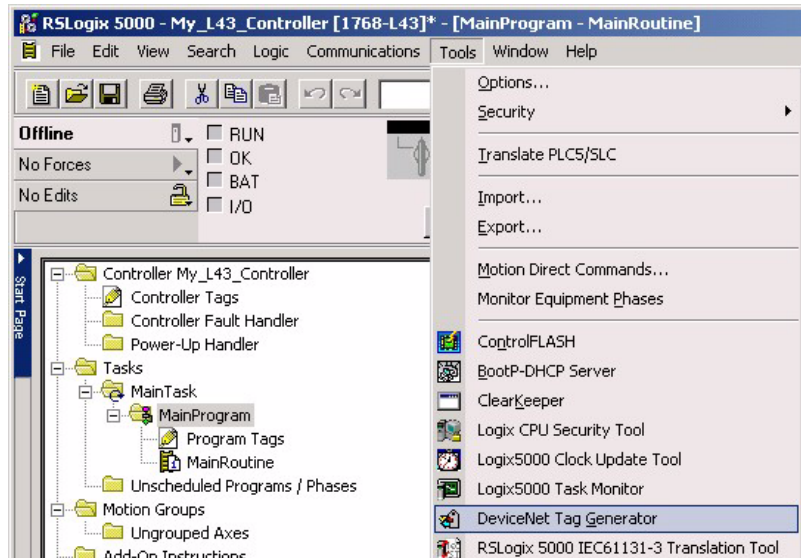 RSLogix 5000 - My_L43_Controller [1768-L43]* - [MainProgram - MainRoutine]
File Edit View Search Logic Communications Tools Window Help
Offline
RUN
No Forces
OK
No Edits
BAT
I/O
Start Page
Controller My_L43_Controller
Controller Tags
Controller Fault Handler
Power-Up Handler
Tasks
MainTask
MainProgram
Program Tags
MainRoutine
Unscheduled Programs / Phases
Motion Groups
Ungrouped Axes
Add-On Instructions
Options...
Security
Translate PLC5/SLC
Import...
Export...
Motion Direct Commands...
Monitor Equipment Phases
ControlFLASH
BootP-DHCP Server
ClearKeeper
Logix CPU Security Tool
Logix5000 Clock Update Tool
Logix5000 Task Monitor
DeviceNet Tag Generator
RSLogix 5000 IEC61131-3 Translation Tool